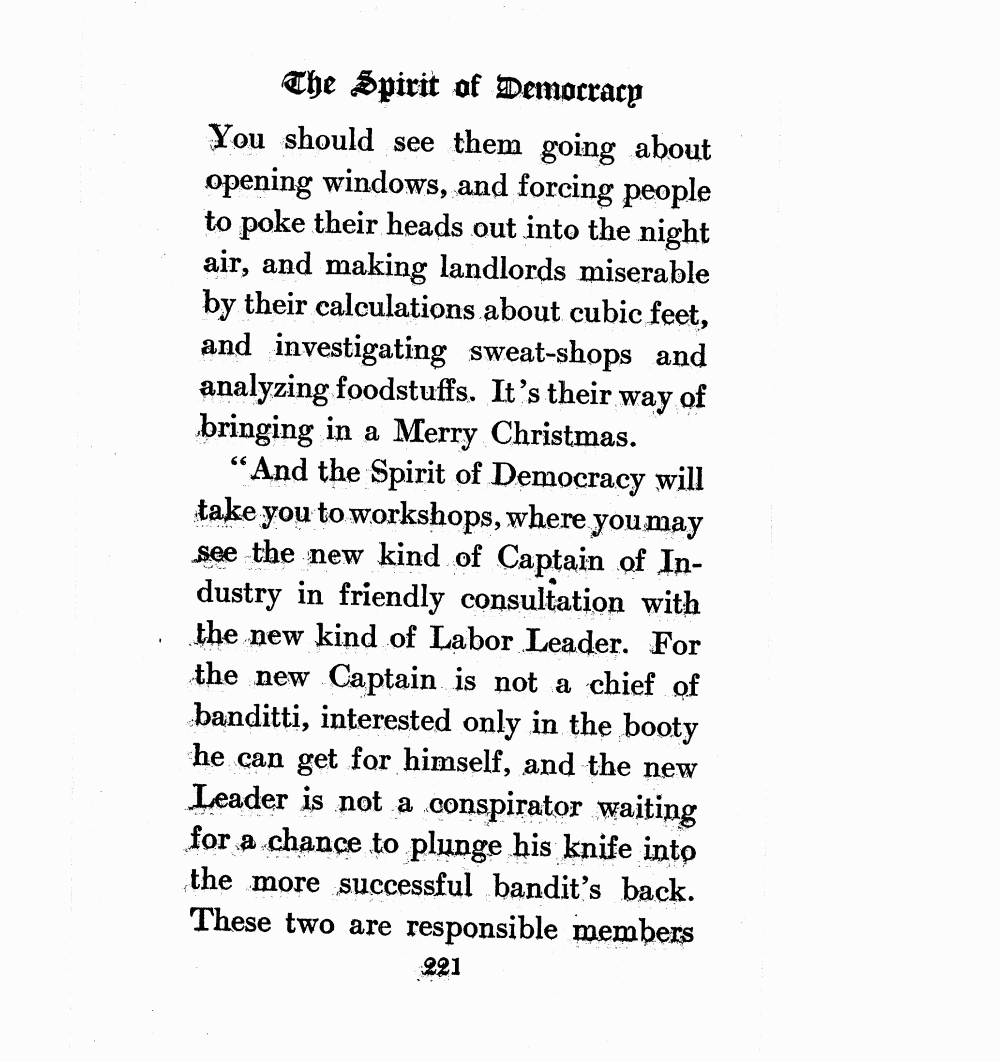 The Spirit of Democracy
You should see them going about
opening windows, and forcing people
to poke their heads out into the night
air, and making landlords miserable
by their calculations about cubic feet,
and investigating sweat-shops and
analyzing foodstuffs. It's their way of
bringing in a Merry Christmas.
“And the Spirit of Democracy will
take you to workshops, where you may
see the new kind of Captain of In-
dustry in friendly consultation with
the new kind of Labor Leader. For
the new Captain is not a chief of
banditti, interested only in the booty
he can get for himself, and the new
Leader is not a conspirator waiting
for a chance to plunge his knife into
the more successful bandit's back.
These two are responsible members
221